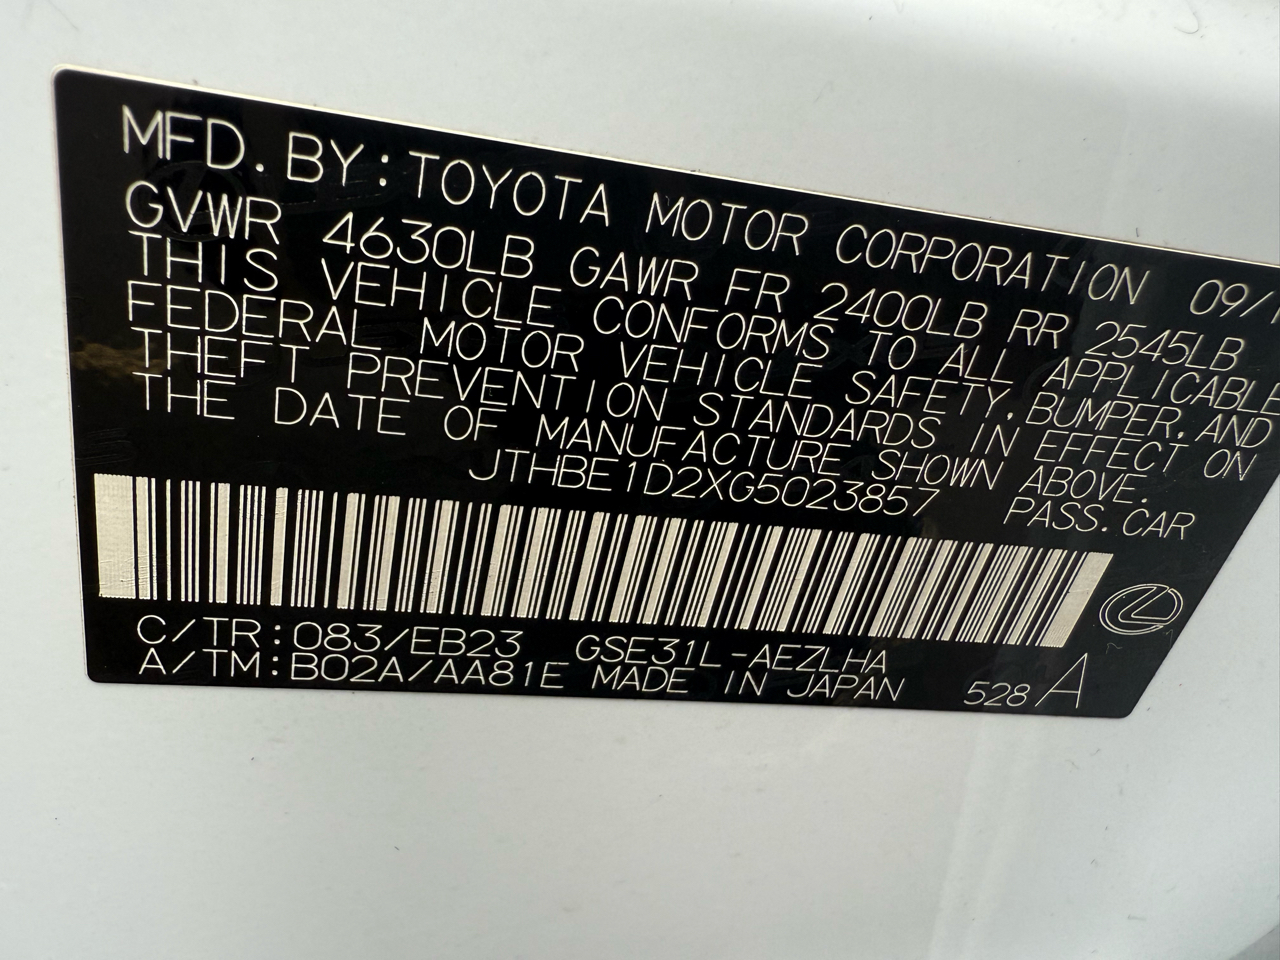 MFD. BY: TOYOTA MOTOR CORPORATION 09/1
GVWR 4630LB GAWR FR 2400LB RR 2545LB
THIS VEHICLE CONFORMS TO ALL APPLICABLE
FEDERAL MOTOR VEHICLE SAFETY, BUMPER, AND
THEFT PREVENTION STANDARDS IN EFFECT ON
THE DATE OF MANUFACTURE SHOWN ABOVE.
JTHBE1D2XG5023857 PASS. CAR
C/TR: 083/EB23 GSE31L-AEZLHA
A/TM: B02A/AA81E MADE IN JAPAN 528 A